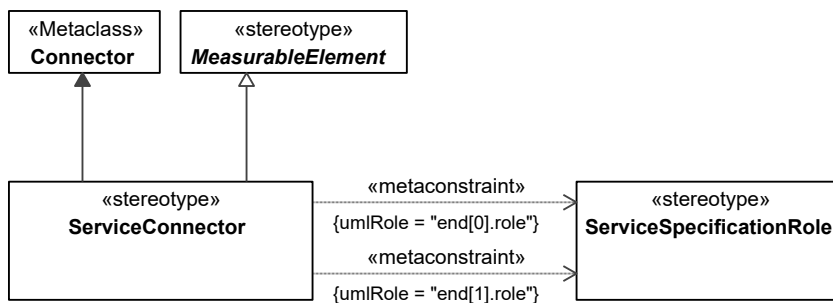 «Metaclass»
Connector
«stereotype»
MeasurableElement
«stereotype»
ServiceConnector
«metaconstraint»
{umlRole = "end[0].role"}
«metaconstraint»
{umlRole = "end[1].role"}
«stereotype»
ServiceSpecificationRole